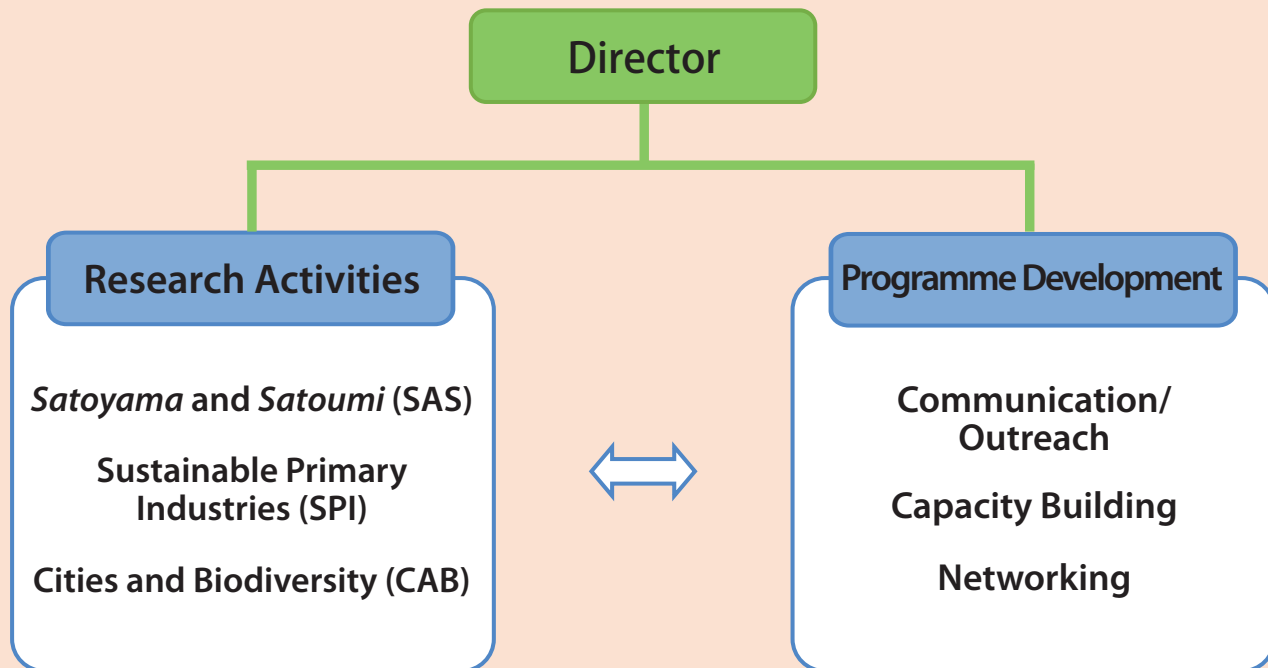 Director
Research Activities
Satoyama and Satoumi (SAS)
Sustainable Primary
Industries (SPI)
Cities and Biodiversity (CAB)
Programme Development
Communication/
Outreach
Capacity Building
Networking